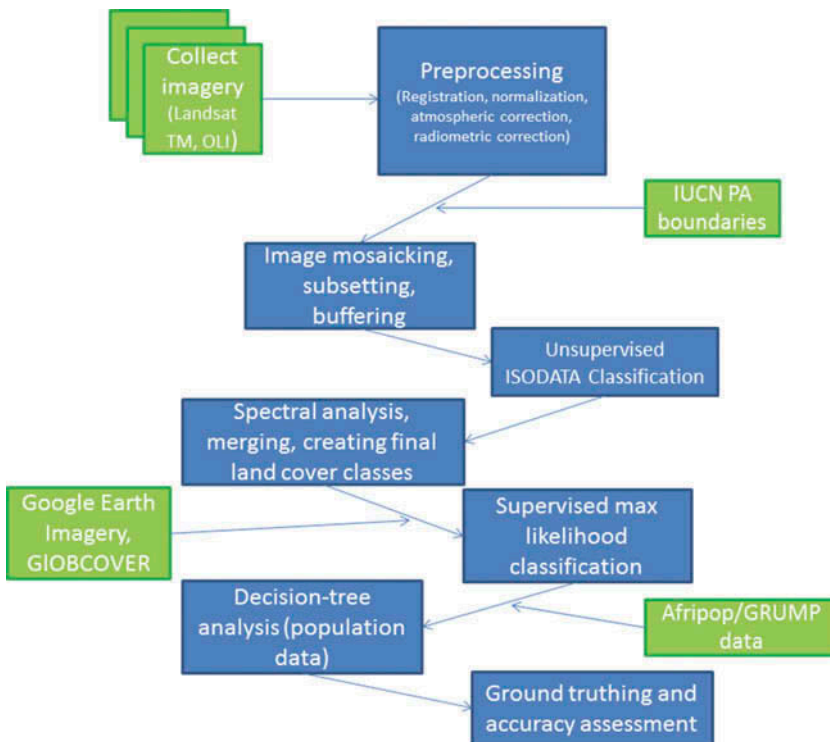 Collect
imagery
(Landsat
TM, OLI)
Preprocessing
(Registration, normalization,
atmospheric correction,
radiometric correction)
IUCN PA
boundaries
Image mosaicking,
subsetting,
buffering
Unsupervised
ISODATA Classification
Spectral analysis,
merging, creating final
land cover classes
Google Earth
Imagery,
GlOBCOVER
Supervised max
likelihood
classification
Decision-tree
analysis (population
data)
Afripop/GRUMP
data
Ground truthing and
accuracy assessment